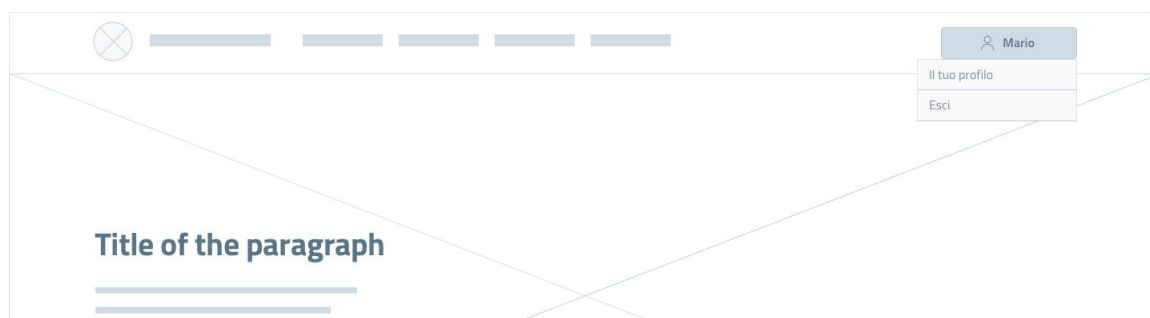 Mario
Il tuo profilo
Esci
Title of the paragraph